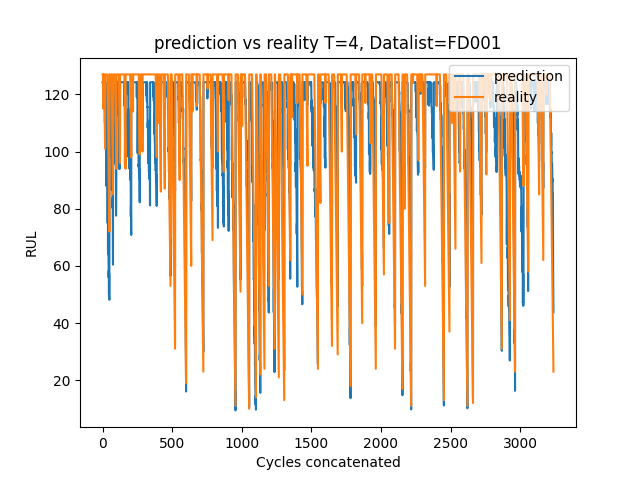 prediction vs reality T=4, Datalist=FD001
prediction
reality
RUL
120
100
80
60
40
20
0
500
1000
1500
2000
2500
3000
Cycles concatenated